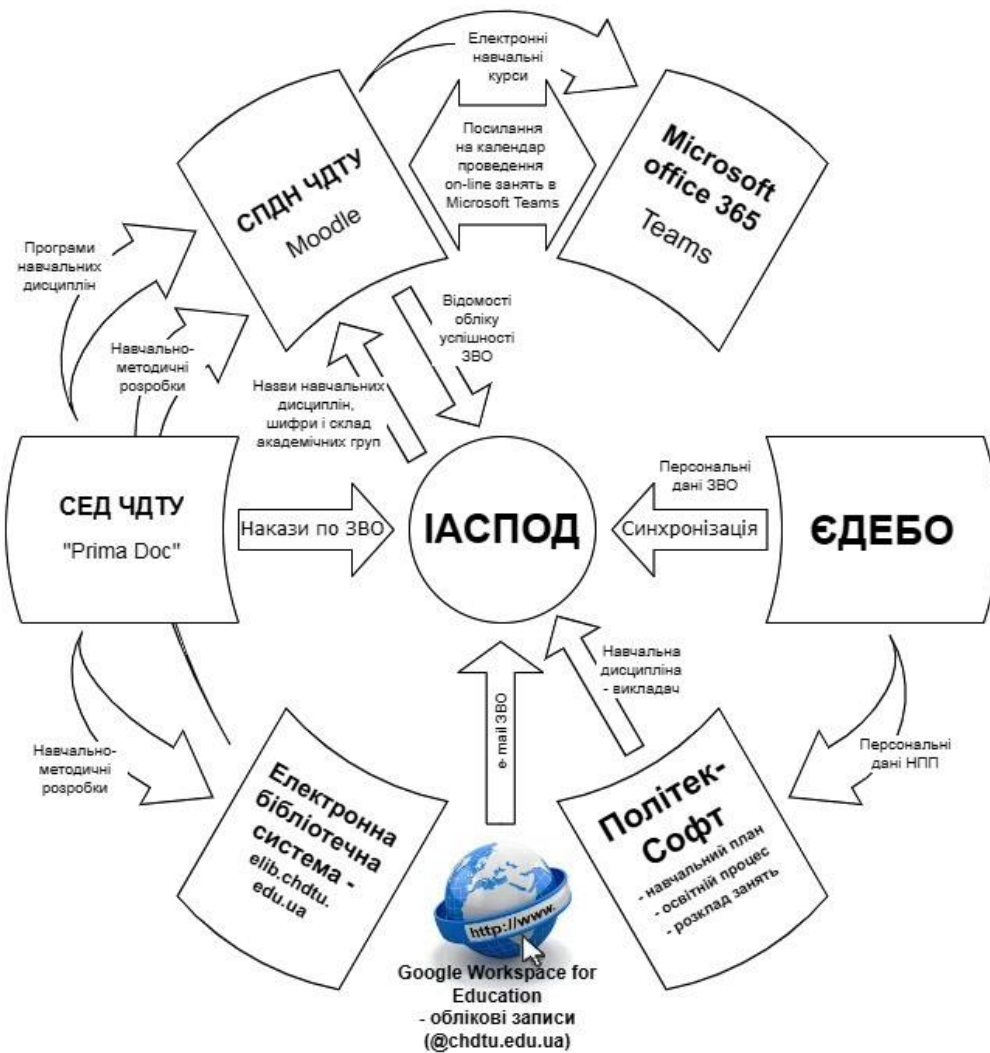 Електронні
навчальні
курси
Посилання
на календар
проведення
on-line занять в
Microsoft Teams
СПДН ЧДТУ
Moodle
Microsoft
office 365
Teams
Програми
навчальних
дисциплін
Навчально-
методичні
розробки
Відомості
обліку
успішності
ЗВО
Назви навчальних
дисциплін,
шифри і склад
академічних груп
СЕД ЧДТУ
"Prima Doc"
Накази по ЗВО
ІАСПОД
Персональні
дані ЗВО
Синхронізація
ЄДЕБО
Навчальна
дисципліна
- викладач
e- mail ЗВО
Навчально-
методичні
розробки
Персональні
дані НПП
Електронна
бібліотечна
система -
elib.chdtu.
edu.ua
Політек-
Софт
- навчальний план
- освітній процес
- розклад занять
http://www.
Google Workspace for
Education
- облікові записи
(@chdtu.edu.ua)